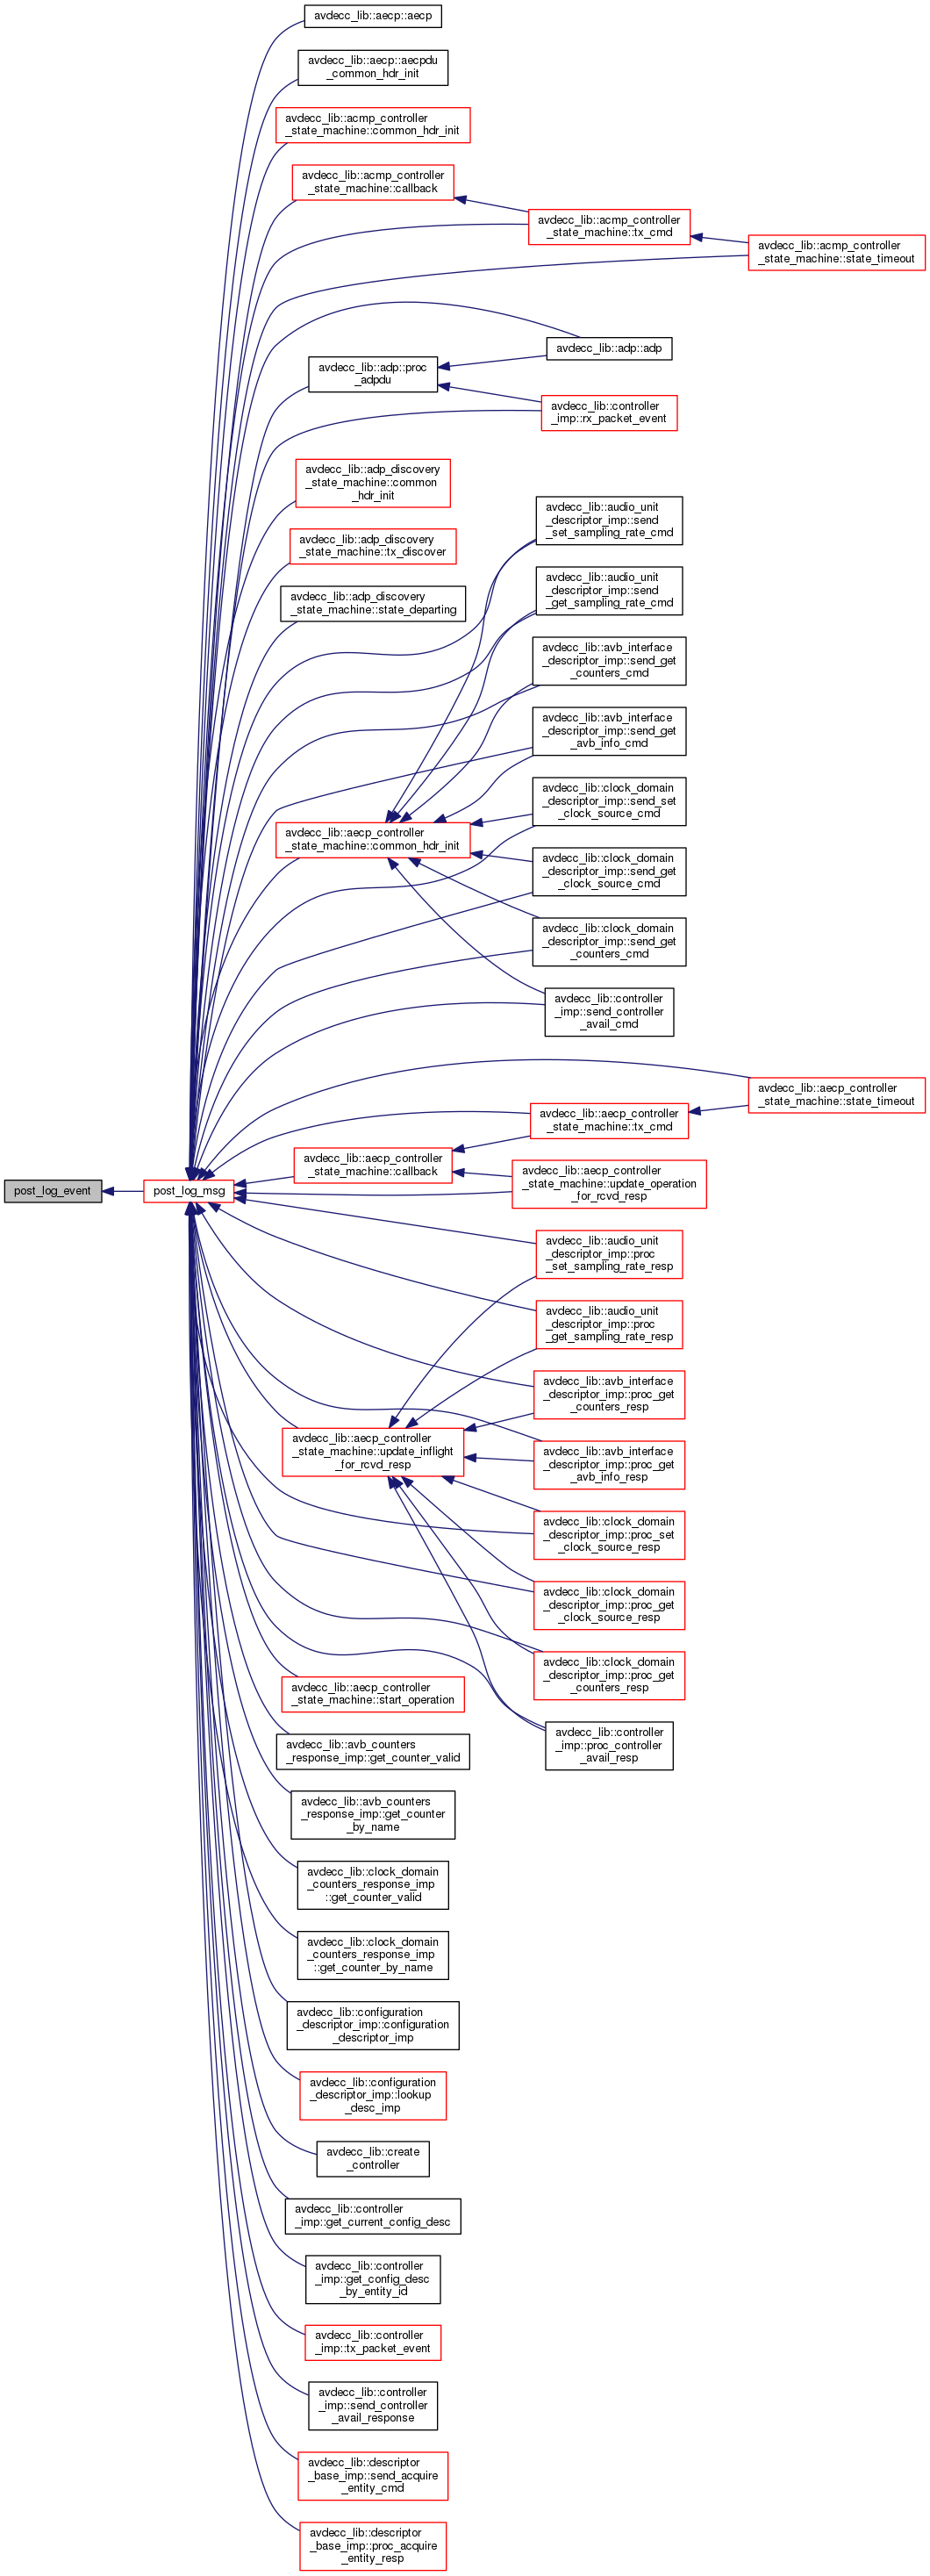 avdecc_lib::aecp::aecp
avdecc_lib::aecp::aecpdu
_common_hdr_init
avdecc_lib::acmp_controller
_state_machine::common_hdr_init
avdecc_lib::acmp_controller
_state_machine::callback
avdecc_lib::acmp_controller
_state_machine::tx_cmd
avdecc_lib::acmp_controller
_state_machine::state_timeout
avdecc_lib::adp::adp
avdecc_lib::adp::proc
_adpdu
avdecc_lib::controller
_imp::rx_packet_event
avdecc_lib::adp_discovery
_state_machine::common
_hdr_init
avdecc_lib::adp_discovery
_state_machine::tx_discover
avdecc_lib::adp_discovery
_state_machine::state_departing
avdecc_lib::audio_unit
_descriptor_imp::send
_set_sampling_rate_cmd
avdecc_lib::audio_unit
_descriptor_imp::send
_get_sampling_rate_cmd
avdecc_lib::avb_interface
_descriptor_imp::send_get
_counters_cmd
avdecc_lib::avb_interface
_descriptor_imp::send_get
_avb_info_cmd
avdecc_lib::clock_domain
_descriptor_imp::send_set
_clock_source_cmd
avdecc_lib::aecp_controller
_state_machine::common_hdr_init
avdecc_lib::clock_domain
_descriptor_imp::send_get
_clock_source_cmd
avdecc_lib::clock_domain
_descriptor_imp::send_get
_counters_cmd
avdecc_lib::controller
_imp::send_controller
_avail_cmd
avdecc_lib::aecp_controller
_state_machine::state_timeout
avdecc_lib::aecp_controller
_state_machine::tx_cmd
avdecc_lib::aecp_controller
_state_machine::callback
avdecc_lib::aecp_controller
_state_machine::update_operation
_for_rcvd_resp
post_log_event
post_log_msg
avdecc_lib::audio_unit
_descriptor_imp::proc
_set_sampling_rate_resp
avdecc_lib::audio_unit
_descriptor_imp::proc
_get_sampling_rate_resp
avdecc_lib::avb_interface
_descriptor_imp::proc_get
_counters_resp
avdecc_lib::aecp_controller
_state_machine::update_inflight
_for_rcvd_resp
avdecc_lib::avb_interface
_descriptor_imp::proc_get
_avb_info_resp
avdecc_lib::clock_domain
_descriptor_imp::proc_set
_clock_source_resp
avdecc_lib::clock_domain
_descriptor_imp::proc_get
_clock_source_resp
avdecc_lib::clock_domain
_descriptor_imp::proc_get
_counters_resp
avdecc_lib::aecp_controller
_state_machine::start_operation
avdecc_lib::controller
_imp::proc_controller
_avail_resp
avdecc_lib::avb_counters
_response_imp::get_counter_valid
avdecc_lib::avb_counters
_response_imp::get_counter
_by_name
avdecc_lib::clock_domain
_counters_response_imp
::get_counter_valid
avdecc_lib::clock_domain
_counters_response_imp
::get_counter_by_name
avdecc_lib::configuration
_descriptor_imp::configuration
_descriptor_imp
avdecc_lib::configuration
_descriptor_imp::lookup
_desc_imp
avdecc_lib::create
_controller
avdecc_lib::controller
_imp::get_current_config_desc
avdecc_lib::controller
_imp::get_config_desc
_by_entity_id
avdecc_lib::controller
_imp::tx_packet_event
avdecc_lib::controller
_imp::send_controller
_avail_response
avdecc_lib::descriptor
_base_imp::send_acquire
_entity_cmd
avdecc_lib::descriptor
_base_imp::proc_acquire
_entity_resp